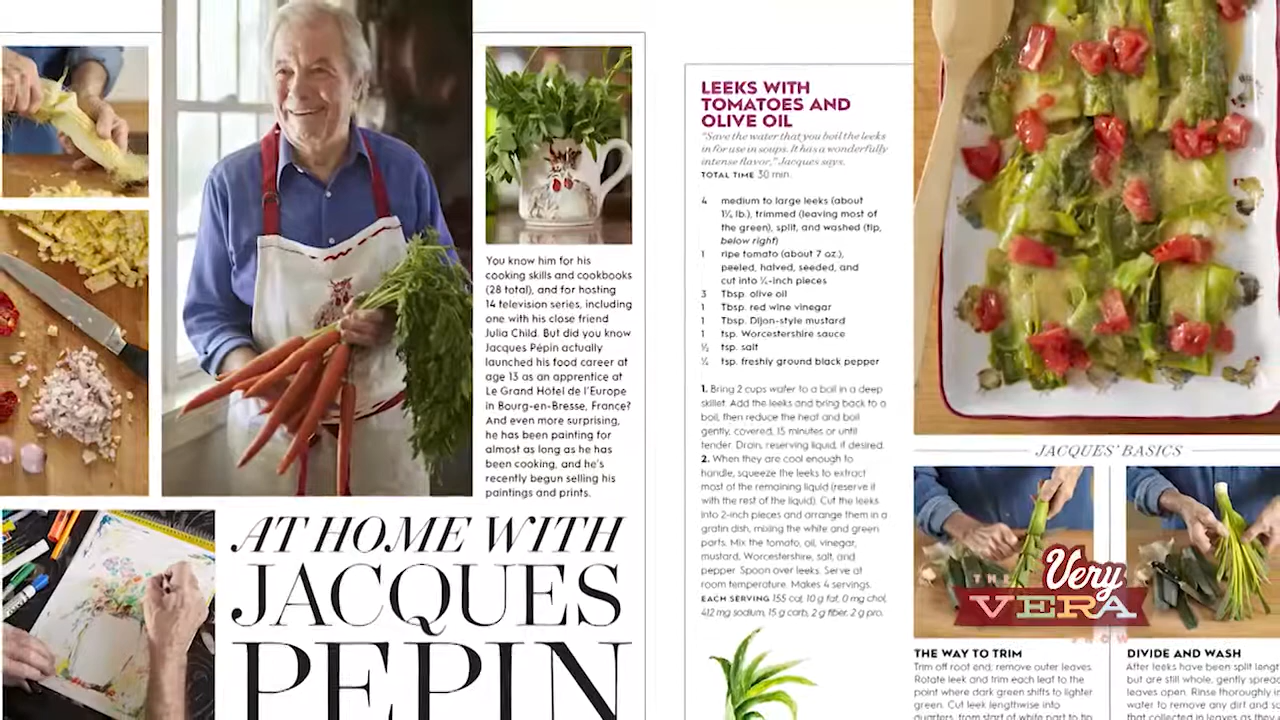 You know him for his
cooking skills and cookbooks
(28 total), and for hosting
14 television series, including
one with his close friend
Julia Child. But did you know
Jacques Pépin actually
launched his food career at
age 13 as an apprentice at
Le Grand Hôtel de l'Europe
in Bourg-en-Bresse, France?
And even more surprising,
he has been painting for
almost as long as he has
been cooking, and he's
recently begun selling his
paintings and prints.
AT HOME WITH
JACQUES
PEPIN
LEEKS WITH
TOMATOES AND
OLIVE OIL
"Save the water that you boil the leeks
in for use in soups. It has a wonderfully
intense flavor," Jacques says.
TOTAL TIME 30 min.
4 medium to large leeks (about
1¼ lb.), trimmed (leaving most of
the green), split, and washed (tip,
below right)
1 ripe tomato (about 7 oz.),
peeled, halved, seeded, and
cut into ½-inch pieces
3 Tbsp. olive oil
1 Tbsp. red wine vinegar
1 Tbsp. Dijon-style mustard
1 tsp. Worcestershire sauce
½ tsp. salt
tsp. freshly ground black pepper
1. Bring 2 cups water to a boil in a deep
skillet. Add the leeks and bring back to a
boil, then reduce the heat and boil
gently, covered, 15 minutes or until
tender. Drain, reserving liquid, if desired.
2. When they are cool enough to
handle, squeeze the leeks to extract
most of the remaining liquid (reserve it
with the rest of the liquid). Cut the leeks
into 2-inch pieces and arrange them in a
gratin dish, mixing the white and green
parts. Mix the tomato, oil, vinegar,
mustard, Worcestershire, salt, and
pepper. Spoon over leeks. Serve at
room temperature. Makes 4 servings.
EACH SERVING 155 cal, 10 g fat, 0 mg chol,
412 mg sodium, 15 g carb, 2 g fiber, 2 g pro.
JACQUES' BASICS
THE
Very
VERA
SHOW
THE WAY TO TRIM
Trim off root end; remove outer leaves.
Rotate leek and trim each leaf to the
point where dark green shifts to lighter
green. Cut leek lengthwise into
quarters, from start of white part to tip
DIVIDE AND WASH
After leeks have been split lengt
but are still whole, gently spread
leaves open. Rinse thoroughly i
water to remove any dirt and s
that collected in leaves as the